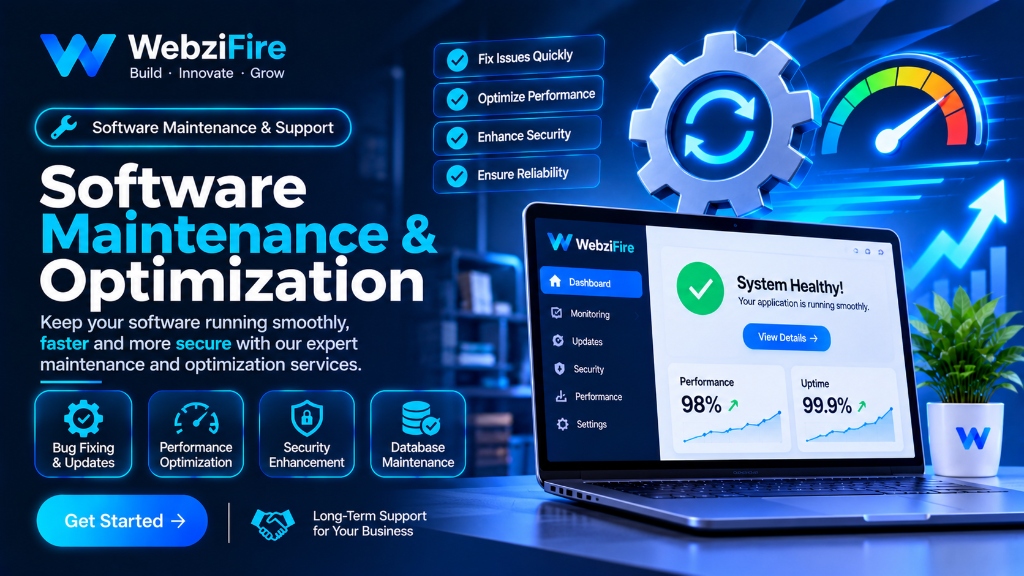 WebziFire
Build · Innovate · Grow
Software Maintenance & Support
Software
Maintenance &
Optimization
Keep your software running smoothly,
faster and more secure with our expert
maintenance and optimization services.
Bug Fixing
& Updates
Performance
Optimization
Security
Enhancement
Database
Maintenance
Get Started →
Long-Term Support
for Your Business
Fix Issues Quickly
Optimize Performance
Enhance Security
Ensure Reliability
WebziFire
Dashboard
Monitoring
Updates
Security
Performance
Settings
System Healthy!
Your application is running smoothly.
View Details →
Performance
98%
Uptime
99.9%